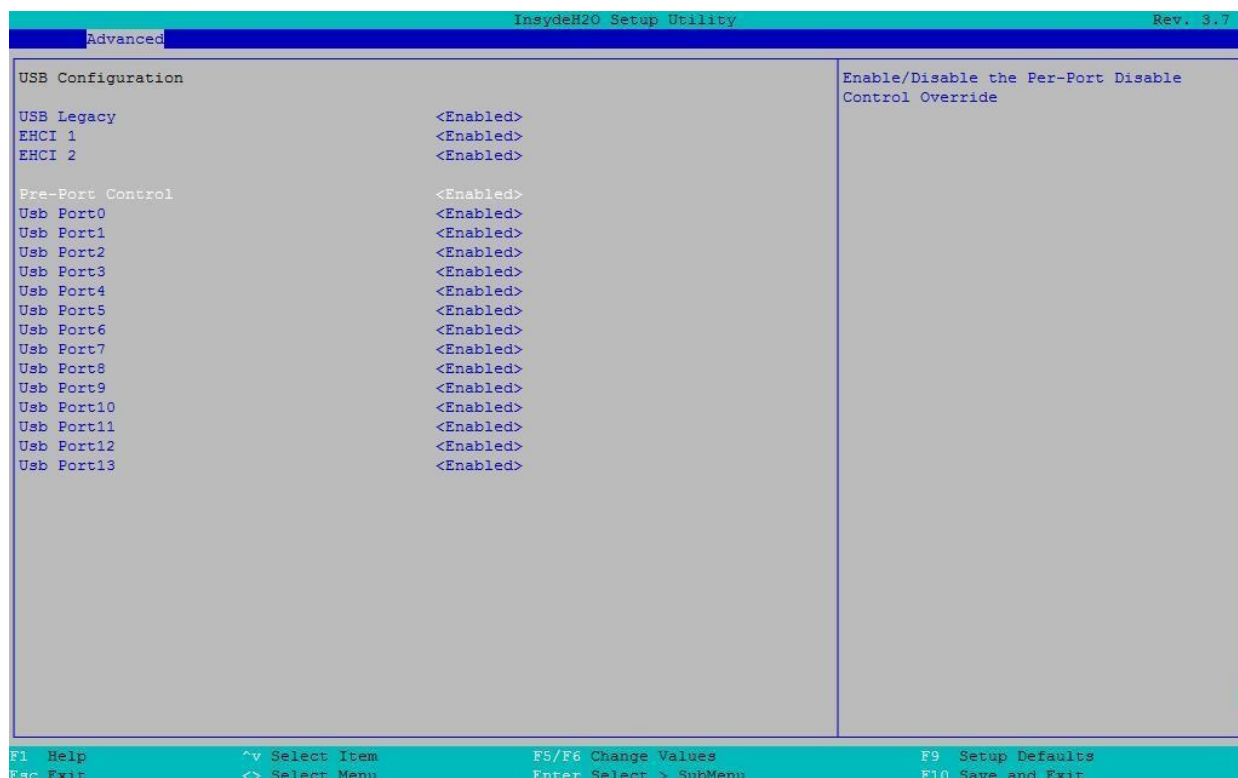 InsydeH2O Setup Utility Rev. 3.7
Advanced
USB Configuration
USB Legacy <Enabled>
EHCI 1 <Enabled>
EHCI 2 <Enabled>
Pre-Port Control <Enabled>
Usb Port0 <Enabled>
Usb Port1 <Enabled>
Usb Port2 <Enabled>
Usb Port3 <Enabled>
Usb Port4 <Enabled>
Usb Port5 <Enabled>
Usb Port6 <Enabled>
Usb Port7 <Enabled>
Usb Port8 <Enabled>
Usb Port9 <Enabled>
Usb Port10 <Enabled>
Usb Port11 <Enabled>
Usb Port12 <Enabled>
Usb Port13 <Enabled>
Enable/Disable the Per-Port Disable
Control Override
F1 Help ^v Select Item F5/F6 Change Values F9 Setup Defaults
Esc Exit <> Select Menu Enter Select > SubMenu F10 Save and Exit